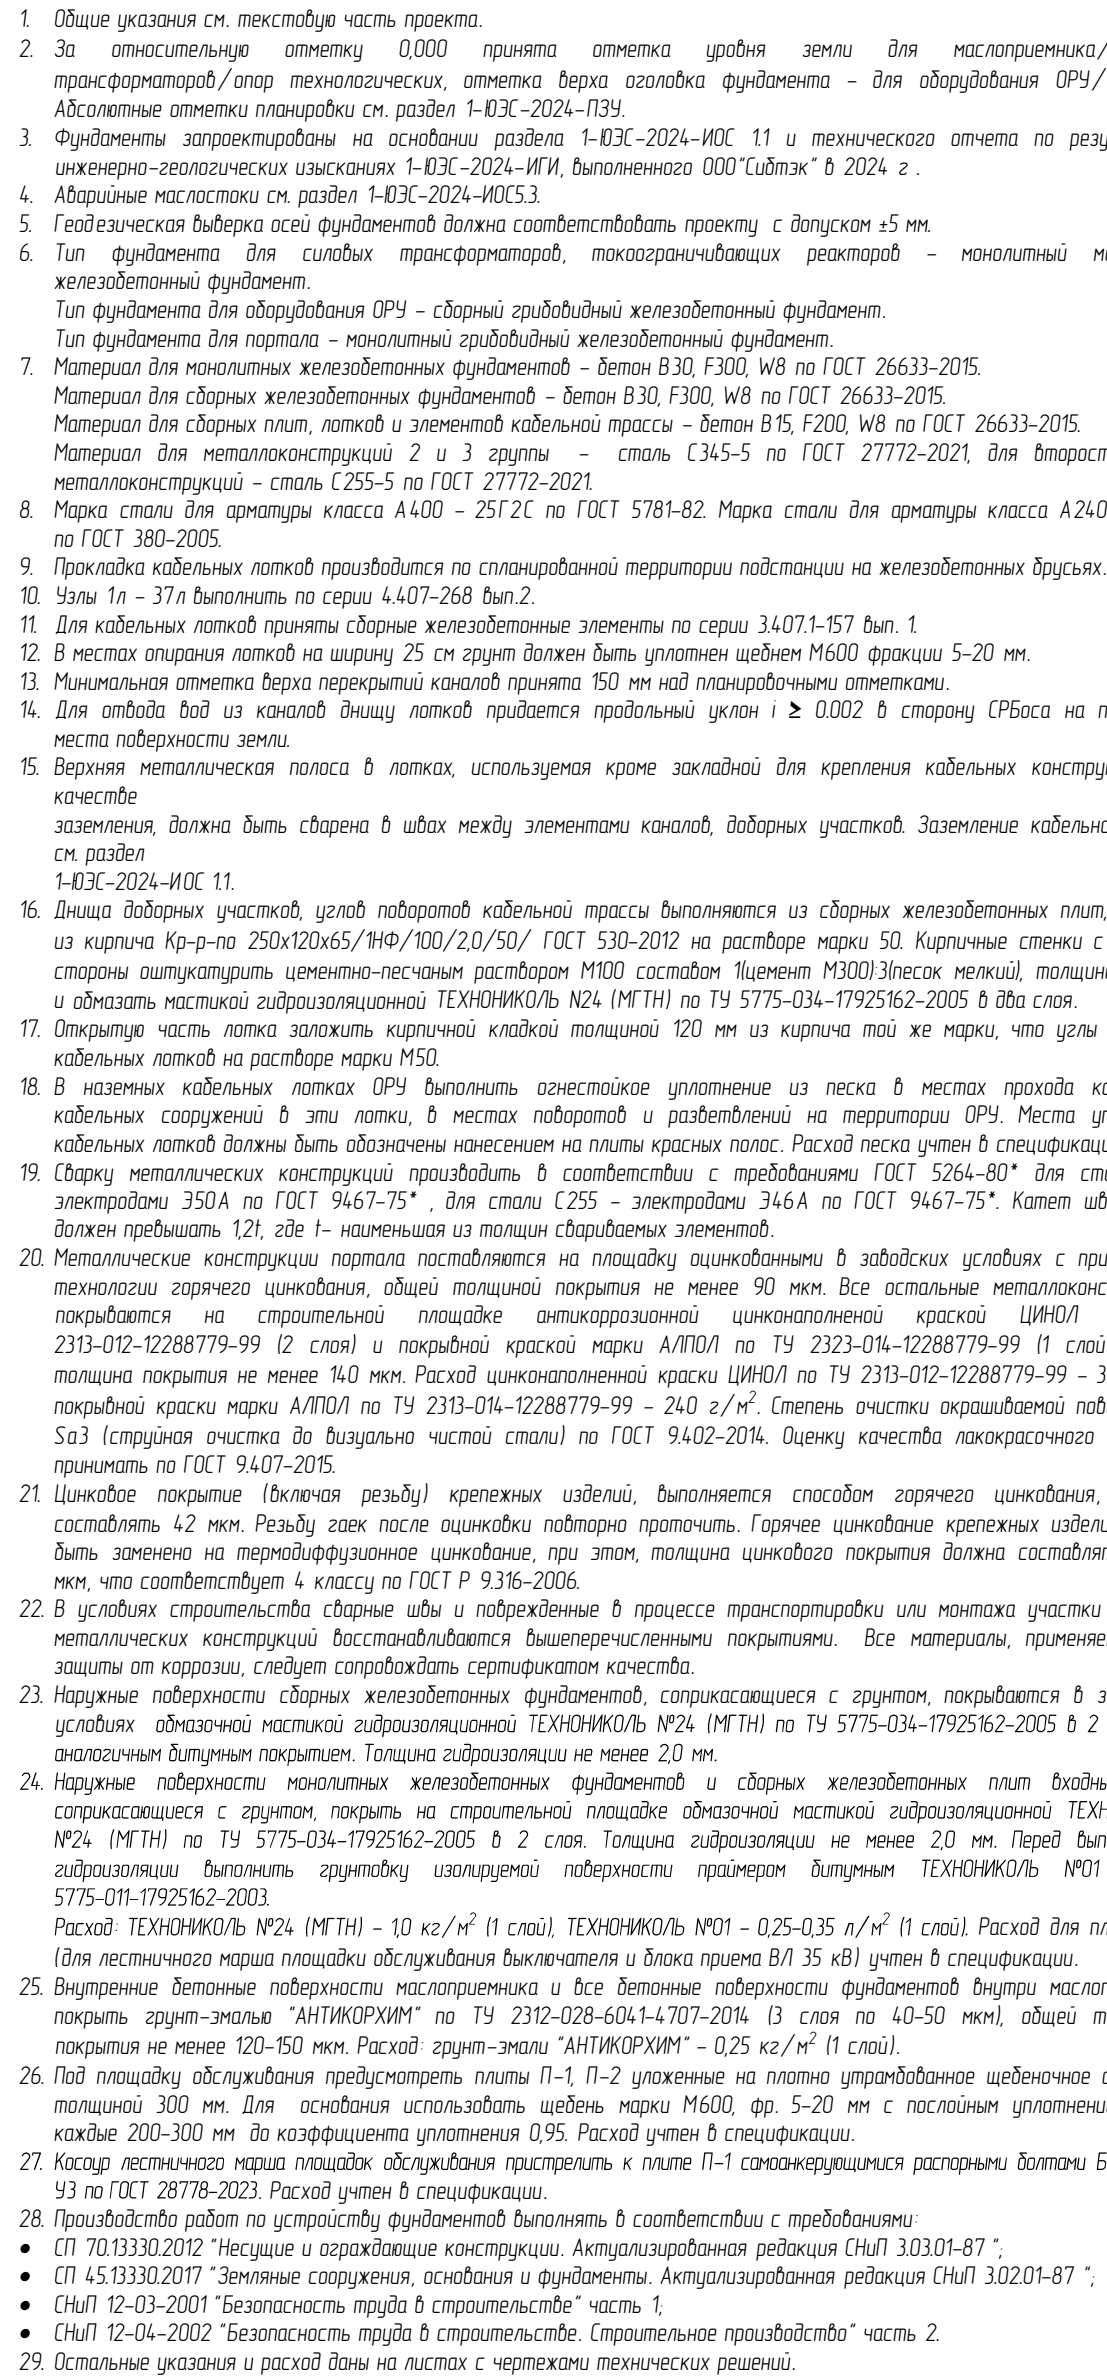 1. Общие указания см. текстовую часть проекта.
2. За относительную отметку 0,000 принята отметка уровня земли для маслоприемника/
трансформаторов/опор технологических, отметка верха оголовка фундамента – для оборудования ОРУ/
Абсолютные отметки планировки см. раздел 1-ЮЭС-2024-ПЗУ.
3. Фундаменты запроектированы на основании раздела 1-ЮЭС-2024-ИОС 1.1 и технического отчета по
инженерно-геологических изысканиях 1-ЮЭС-2024-ИГИ, выполненного ООО"Сибтэк" в 2024 г .
4. Аварийные маслостоки см. раздел 1-ЮЭС-2024-ИОС5.3.
5. Геодезическая выверка осей фундаментов должна соответствовать проекту с допуском ±5 мм.
6. Тип фундамента для силовых трансформаторов, токоограничивающих реакторов – монолитный
железобетонный фундамент.
Тип фундамента для оборудования ОРУ – сборный грибовидный железобетонный фундамент.
Тип фундамента для портала – монолитный грибовидный железобетонный фундамент.
7. Материал для монолитных железобетонных фундаментов – бетон В30, F300, W8 по ГОСТ 26633-2015.
Материал для сборных железобетонных фундаментов – бетон В30, F300, W8 по ГОСТ 26633-2015.
Материал для сборных плит, лотков и элементов кабельной трассы – бетон В15, F200, W8 по ГОСТ 26633-2015.
Материал для металлоконструкций 2 и 3 группы – сталь С345-5 по ГОСТ 27772-2021, для
металлоконструкций – сталь С255-5 по ГОСТ 27772-2021.
8. Марка стали для арматуры класса А400 – 25Г2С по ГОСТ 5781-82. Марка стали для арматуры класса А240
по ГОСТ 380-2005.
9. Прокладка кабельных лотков производится по спланированной территории подстанции на железобетонных брусьях.
10. Узлы 1л – 37л выполнить по серии 4.407-268 вып.2.
11. Для кабельных лотков приняты сборные железобетонные элементы по серии 3.407.1-157 вып. 1.
12. В местах опирания лотков на ширину 25 см грунт должен быть уплотнен щебнем М600 фракции 5-20 мм.
13. Минимальная отметка верха перекрытий каналов принята 150 мм над планировочными отметками.
14. Для отвода вод из каналов днищу лотков придается продольный уклон i ≥ 0.002 в сторону СРБоса на
места поверхности земли.
15. Верхняя металлическая полоса в лотках, используемая кроме закладной для крепления кабельных
качестве
заземления, должна быть сварена в швах между элементами каналов, доборных участков. Заземление
см. раздел
1-ЮЭС-2024-ИОС 1.1.
16. Днища доборных участков, углов поворотов кабельной трассы выполняются из сборных железобетонных плит,
из кирпича Кр-р-по 250х120х65/1НФ/100/2,0/50/ ГОСТ 530-2012 на растворе марки 50. Кирпичные стенки с
стороны оштукатурить цементно-песчаным раствором М100 составом 1(цемент М300):3(песок мелкий),
и обмазать мастикой гидроизоляционной ТЕХНОНИКОЛЬ N24 (МГТН) по ТУ 5775-034-17925162-2005 в два слоя.
17. Открытую часть лотка заложить кирпичной кладкой толщиной 120 мм из кирпича той же марки, что углы
кабельных лотков на растворе марки М50.
18. В наземных кабельных лотках ОРУ выполнить огнестойкое уплотнение из песка в местах прохода
кабельных сооружений в эти лотки, в местах поворотов и разветвлений на территории ОРУ. Места
кабельных лотков должны быть обозначены нанесением на плиты красных полос. Расход песка учтен в
19. Сварку металлических конструкций производить в соответствии с требованиями ГОСТ 5264-80* для
электродами Э50А по ГОСТ 9467-75* , для стали С255 – электродами Э46А по ГОСТ 9467-75*. Катет
должен превышать 1,2t, где t- наименьшая из толщин свариваемых элементов.
20. Металлические конструкции портала поставляются на площадку оцинкованными в заводских условиях с
технологии горячего цинкования, общей толщиной покрытия не менее 90 мкм. Все остальные
покрываются на строительной площадке антикоррозионной цинконаполненой краской ЦИНОЛ
2313-012-12288779-99 (2 слоя) и покрывной краской марки АЛПОЛ по ТУ 2323-014-12288779-99 (1 слой
толщина покрытия не менее 140 мкм. Расход цинконаполненной краски ЦИНОЛ по ТУ 2313-012-12288779-99 –
покрывной краски марки АЛПОЛ по ТУ 2313-014-12288779-99 – 240 г/м². Степень очистки окрашиваемой
Sa3 (струйная очистка до визуально чистой стали) по ГОСТ 9.402-2014. Оценку качества лакокрасочного
принимать по ГОСТ 9.407-2015.
21. Цинковое покрытие (включая резьбу) крепежных изделий, выполняется способом горячего цинкования,
составлять 42 мкм. Резьбу гаек после оцинковки повторно проточить. Горячее цинкование крепежных
быть заменено на термодиффузионное цинкование, при этом, толщина цинкового покрытия должна
мкм, что соответствует 4 классу по ГОСТ Р 9.316-2006.
22. В условиях строительства сварные швы и поврежденные в процессе транспортировки или монтажа участки
металлических конструкций восстанавливаются вышеперечисленными покрытиями. Все материалы,
защиты от коррозии, следует сопровождать сертификатом качества.
23. Наружные поверхности сборных железобетонных фундаментов, соприкасающиеся с грунтом, покрываются в
условиях обмазочной мастикой гидроизоляционной ТЕХНОНИКОЛЬ №24 (МГТН) по ТУ 5775-034-17925162-2005 в 2
аналогичным битумным покрытием. Толщина гидроизоляции не менее 2,0 мм.
24. Наружные поверхности монолитных железобетонных фундаментов и сборных железобетонных плит
соприкасающиеся с грунтом, покрыть на строительной площадке обмазочной мастикой гидроизоляционной
№24 (МГТН) по ТУ 5775-034-17925162-2005 в 2 слоя. Толщина гидроизоляции не менее 2,0 мм. Перед
гидроизоляции выполнить грунтовку изолируемой поверхности праймером битумным ТЕХНОНИКОЛЬ №01
5775-011-17925162-2003.
Расход: ТЕХНОНИКОЛЬ №24 (МГТН) – 1,0 кг/м² (1 слой), ТЕХНОНИКОЛЬ №01 – 0,25-0,35 л/м² (1 слой). Расход для
(для лестничного марша площадки обслуживания выключателя и блока приема ВЛ 35 кВ) учтен в спецификации.
25. Внутренние бетонные поверхности маслоприемника и все бетонные поверхности фундаментов внутри
покрыть грунт-эмалью "АНТИКОРХИМ" по ТУ 2312-028-6041-4707-2014 (3 слоя по 40-50 мкм), общей
покрытия не менее 120-150 мкм. Расход: грунт-эмали "АНТИКОРХИМ" – 0,25 кг/м² (1 слой).
26. Под площадку обслуживания предусмотреть плиты П-1, П-2 уложенные на плотно утрамбованное щебеночное
толщиной 300 мм. Для основания использовать щебень марки М600, фр. 5-20 мм с послойным
каждые 200-300 мм до коэффициента уплотнения 0,95. Расход учтен в спецификации.
27. Косоур лестничного марша площадок обслуживания пристрелить к плите П-1 самоанкерующимися распорными болтами
У3 по ГОСТ 28778-2023. Расход учтен в спецификации.
28. Производство работ по устройству фундаментов выполнять в соответствии с требованиями:
• СП 70.13330.2012 "Несущие и ограждающие конструкции. Актуализированная редакция СНиП 3.03.01-87 ";
• СП 45.13330.2017 "Земляные сооружения, основания и фундаменты. Актуализированная редакция СНиП 3.02.01-87 ";
• СНиП 12-03-2001 "Безопасность труда в строительстве" часть 1;
• СНиП 12-04-2002 "Безопасность труда в строительстве. Строительное производство" часть 2.
29. Остальные указания и расход даны на листах с чертежами технических решений.